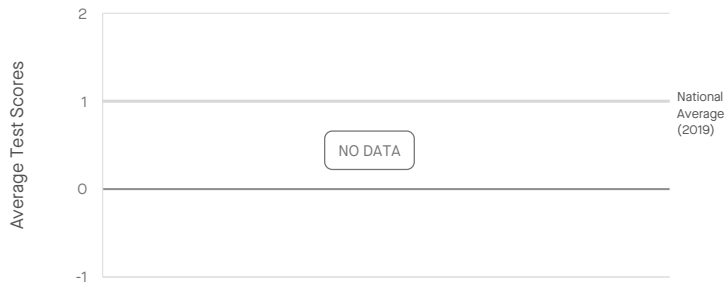 Average Test Scores
2
1
0
-1
National
Average
(2019)
NO DATA